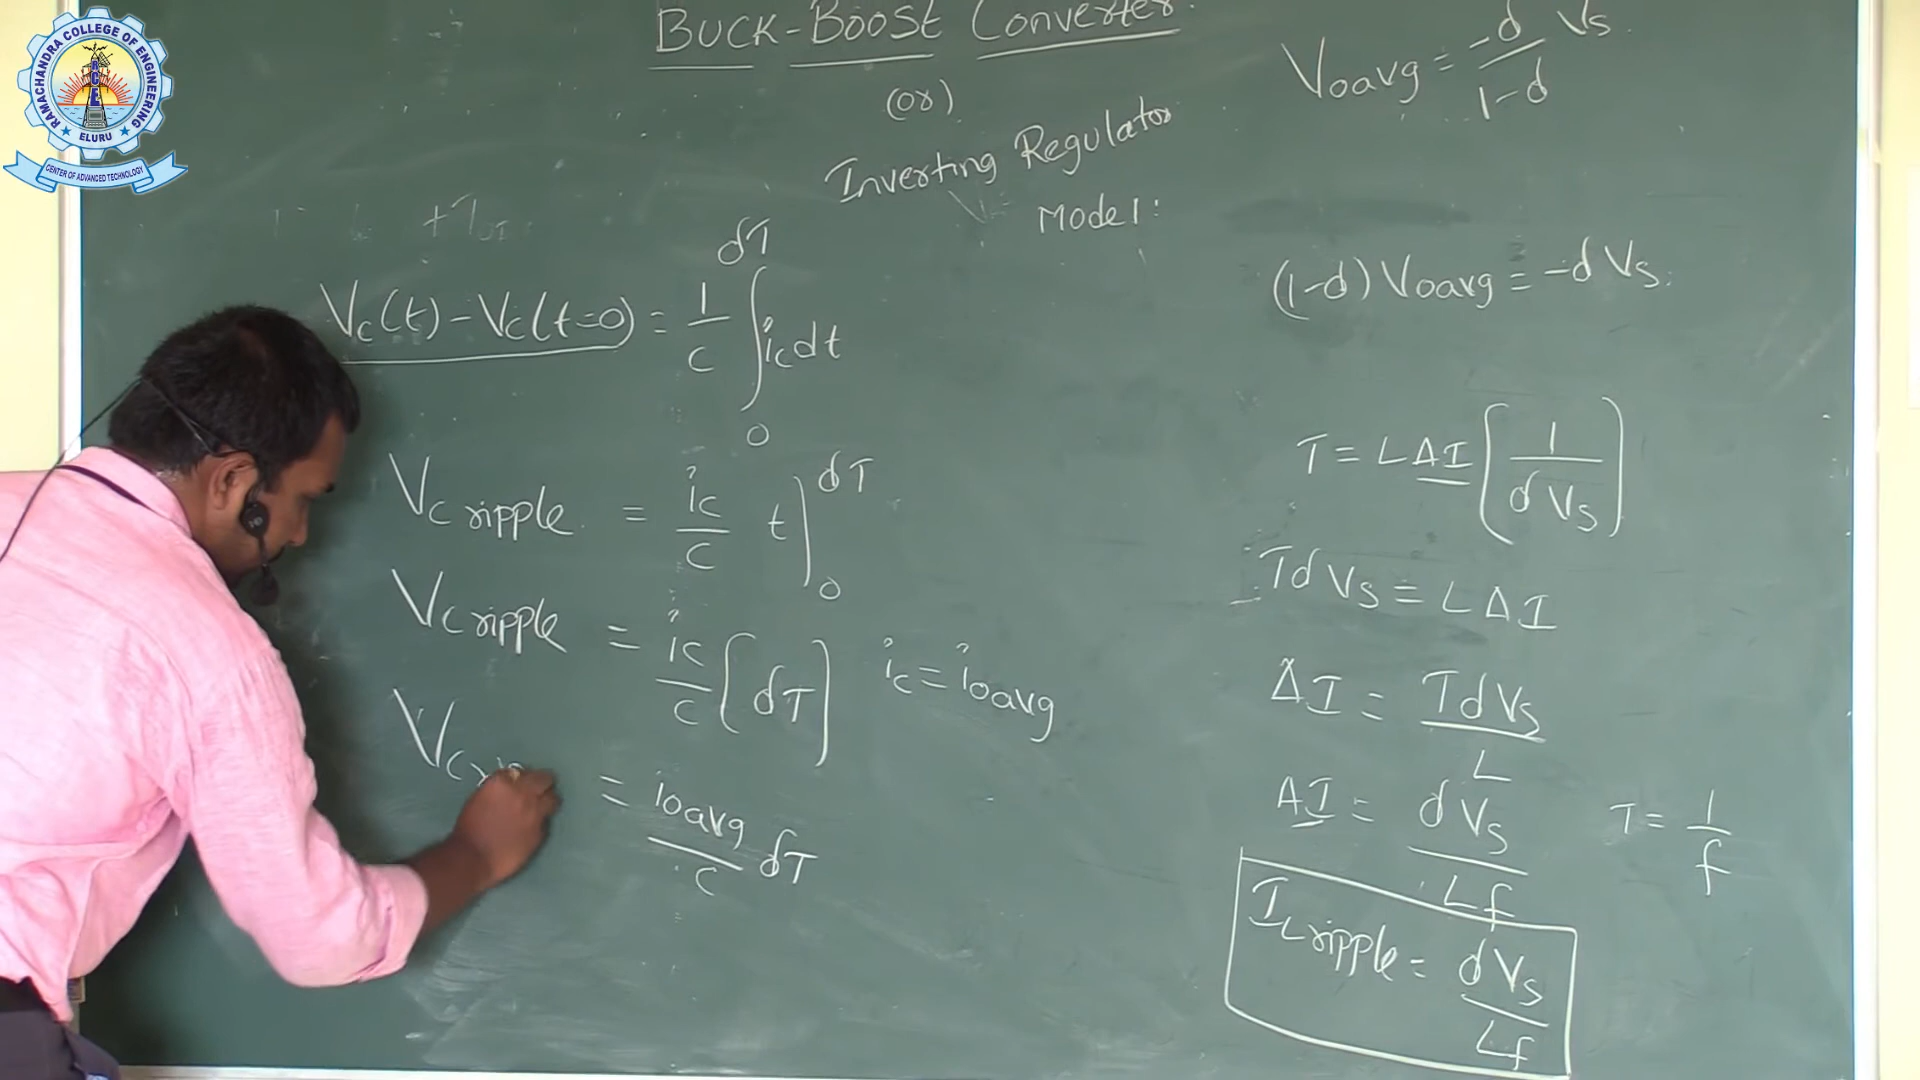 RAMACHANDRA COLLEGE OF ENGINEERING
RCE
★ ELURU ★
CENTER OF ADVANCED TECHNOLOGY
BUCK-BOOST Converter.
(or)
Inverting Regulator
Mode 1:
Vc(t) - Vc(t=0) = 1/C ∫₀^dT ic dt
Vc ripple = ic/C t]₀^dT
Vc ripple = ic/C [dT] ic = ioavg
Vc = ioavg/C dT
Voavg = -d/1-d Vs.
(1-d) Voavg = -d Vs.
T = LΔI [1/dVs]
TdVs = LΔI
ΔI = TdVs/L
ΔI = dVs/Lf T = 1/f
IL ripple = dVs/Lf